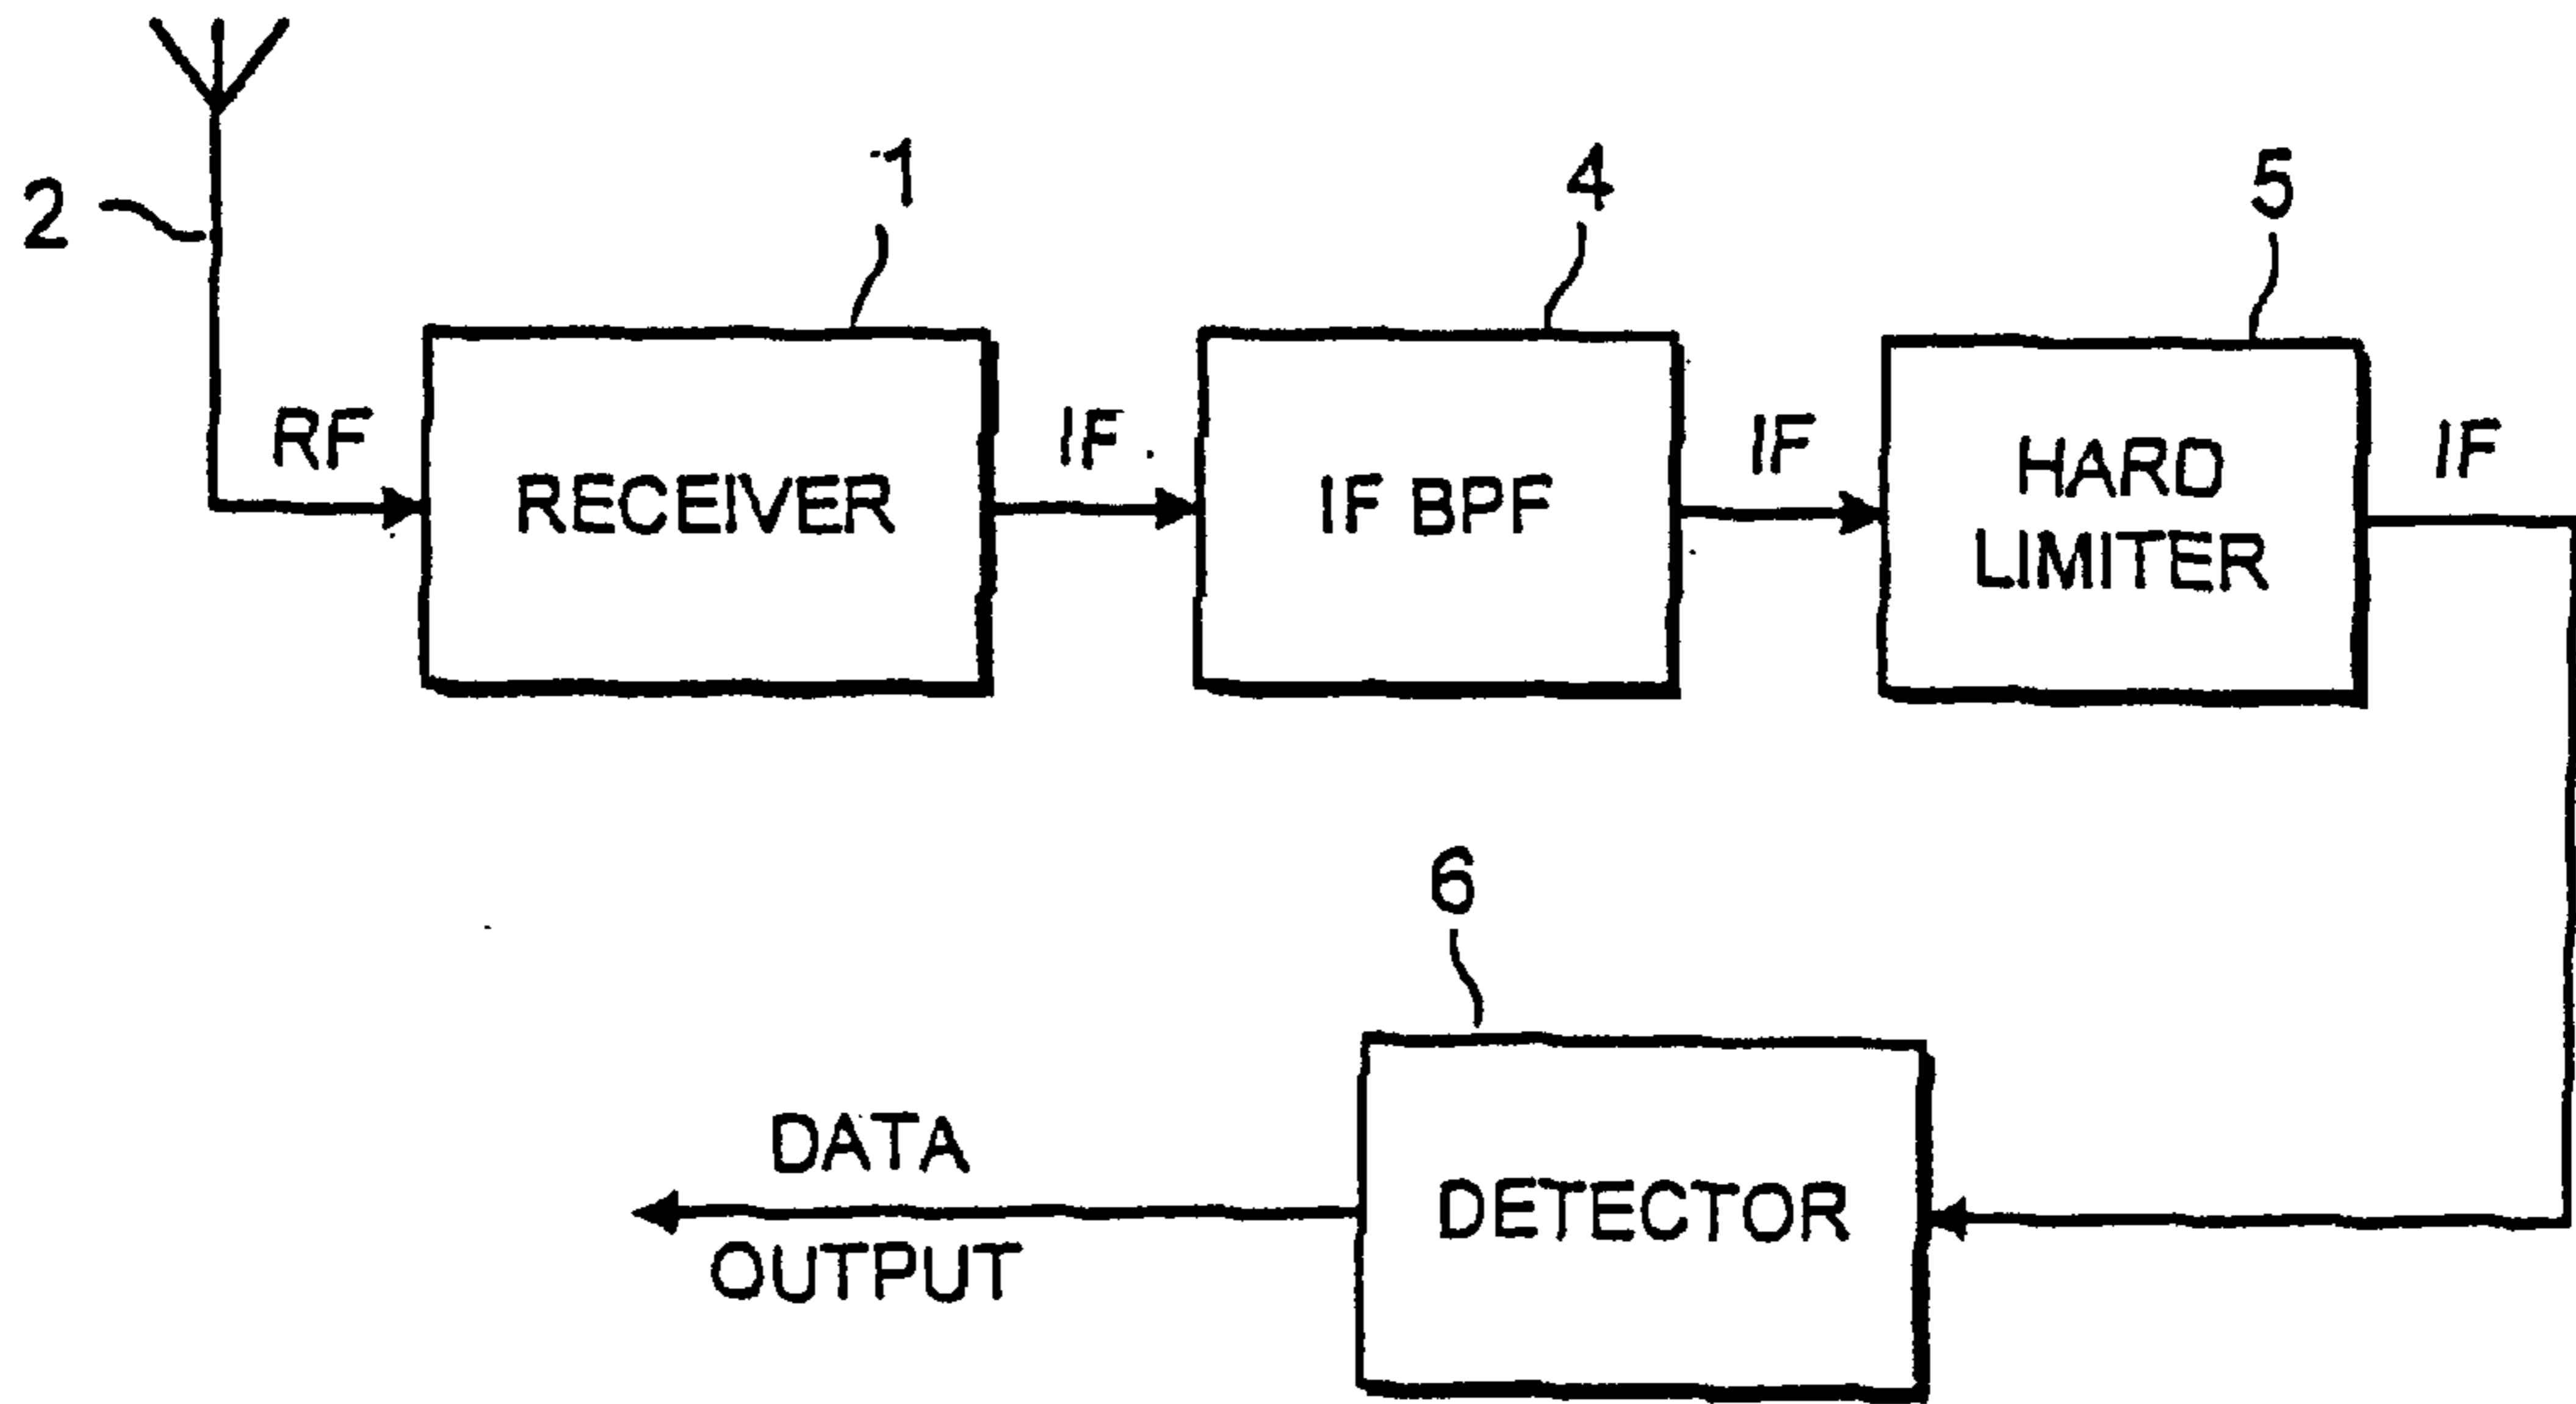 2
1
4
5
RF
RECEIVER
IF
IF BPF
IF
HARD
LIMITER
IF
6
DATA
OUTPUT
DETECTOR